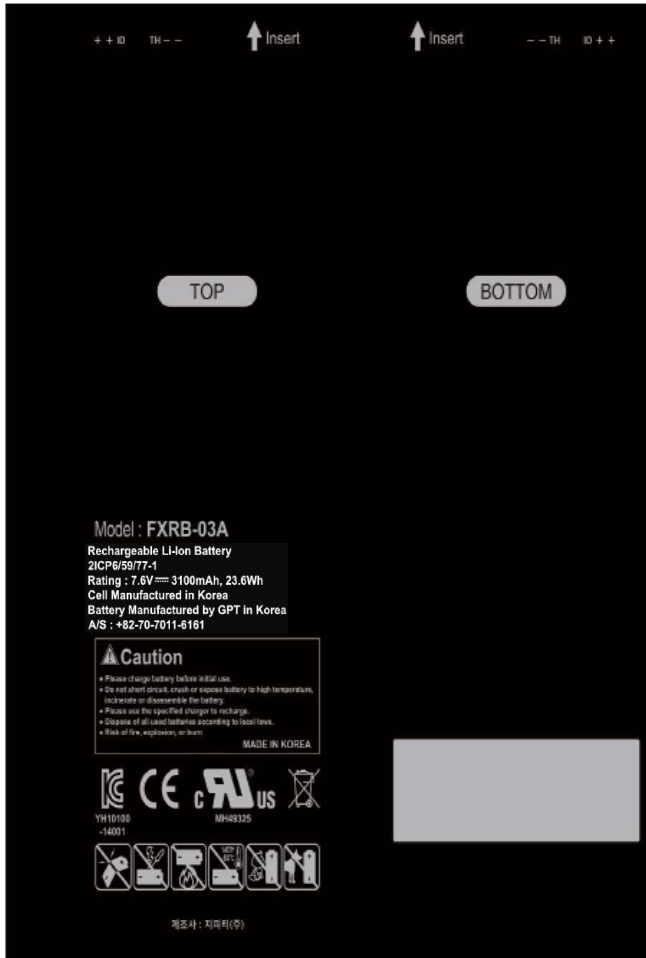 + + ID TH – –
Insert
Insert
– – TH ID + +
TOP
BOTTOM
Model : FXRB-03A
Rechargeable Li-Ion Battery
2ICP6/59/77-1
Rating : 7.6V⎓ 3100mAh, 23.6Wh
Cell Manufactured in Korea
Battery Manufactured by GPT in Korea
A/S : +82-70-7011-6161
Caution
• Please charge battery before initial use.
• Do not short circuit, crush or expose battery to high temperature,
incinerate or disassemble the battery.
• Please use the specified charger to recharge.
• Dispose of all used batteries according to local laws.
• Risk of fire, explosion, or burn
MADE IN KOREA
CE
c RU US
YH10100
-14001
MH49325
제조사 : 지피티(주)